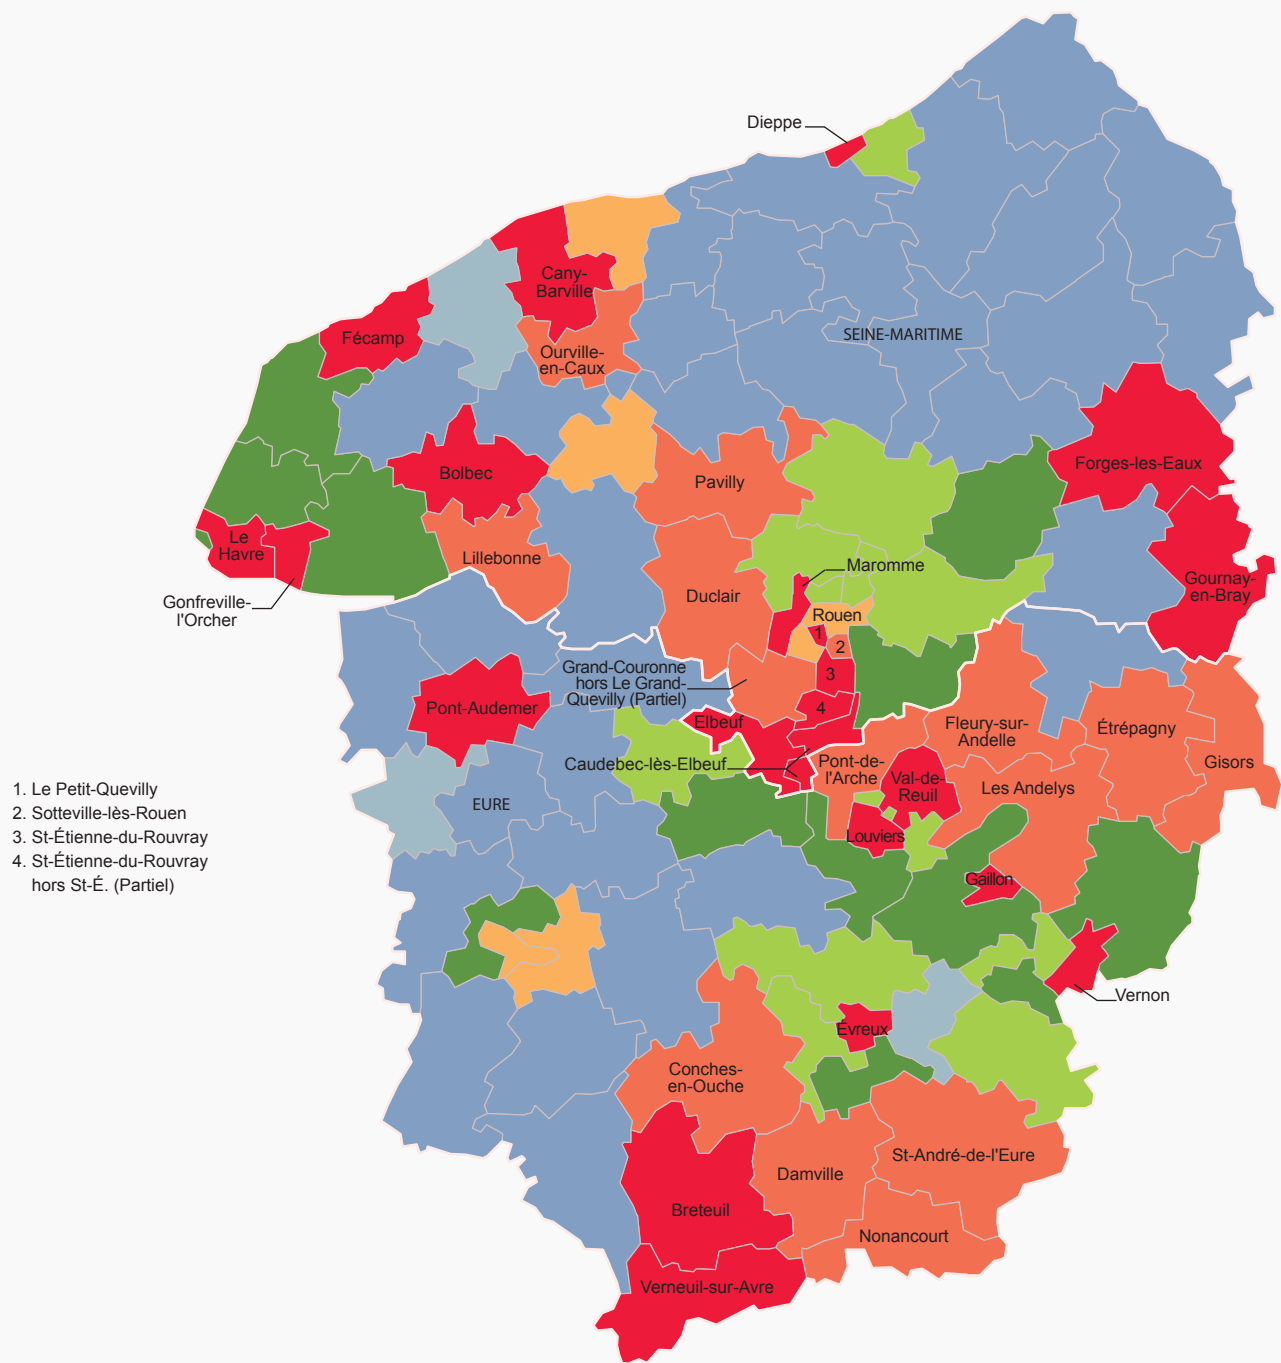 Dieppe
Cany-
Barville
Fécamp
SEINE-MARITIME
Ourville-
en-Caux
Bolbec
Pavilly
Forges-les-Eaux
Le
Havre
Lillebonne
Maromme
Gonfreville-
l'Orcher
Duclair
Gournay-
en-Bray
Rouen
1
2
3
4
Grand-Couronne
hors Le Grand-
Quevilly (Partiel)
Pont-Audemer
Elbeuf
Fleury-sur-
Andelle
Étrépagny
Gisors
Caudebec-lès-Elbeuf
Pont-de-
l'Arche
Val-de-
Reuil
Les Andelys
1. Le Petit-Quevilly
2. Sotteville-lès-Rouen
3. St-Étienne-du-Rouvray
4. St-Étienne-du-Rouvray
hors St-É. (Partiel)
EURE
Louviers
Gaillon
Vernon
Évreux
Conches-
en-Ouche
St-André-de-l'Eure
Damville
Breteuil
Nonancourt
Verneuil-sur-Avre